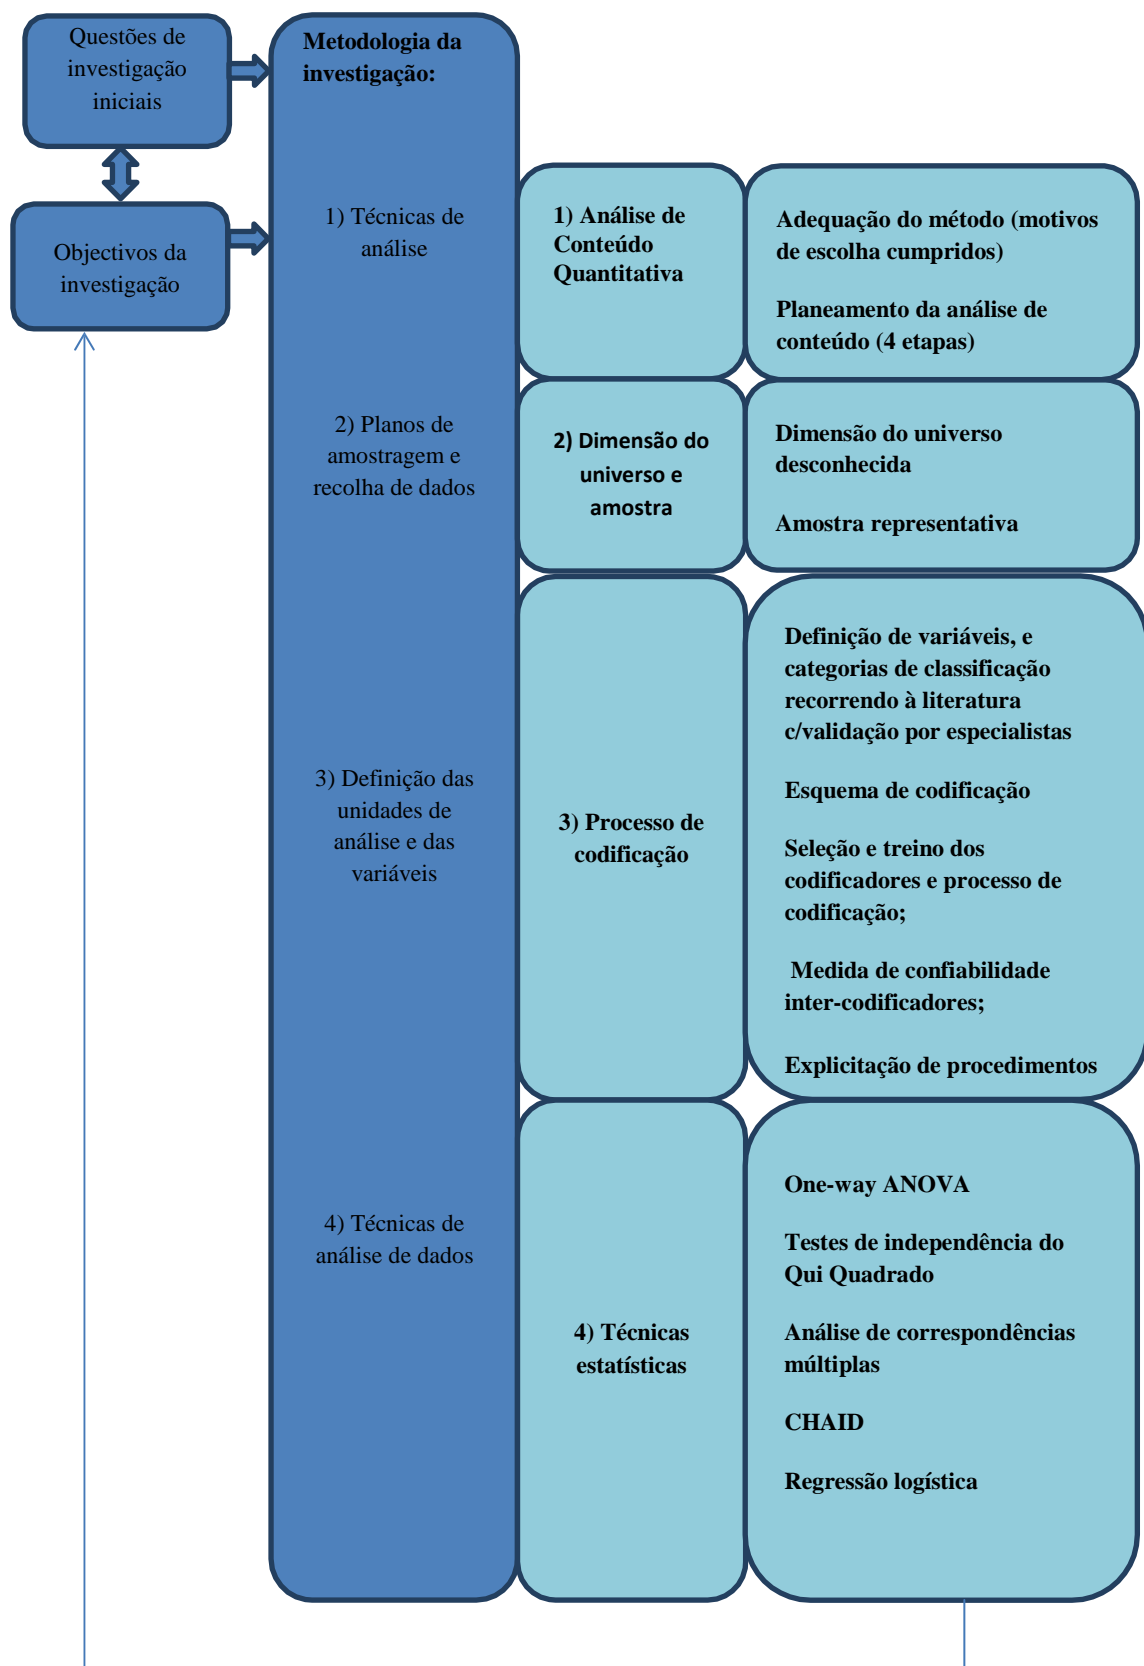 Questões de
investigação
iniciais
Objectivos da
investigação
Metodologia da
investigação:
1) Técnicas de
análise
2) Planos de
amostragem e
recolha de dados
3) Definição das
unidades de
análise e das
variáveis
4) Técnicas de
análise de dados
1) Análise de
Conteúdo
Quantitativa
Adequação do método (motivos
de escolha cumpridos)
Planeamento da análise de
conteúdo (4 etapas)
2) Dimensão do
universo e
amostra
Dimensão do universo
desconhecida
Amostra representativa
3) Processo de
codificação
Definição de variáveis, e
categorias de classificação
recorrendo à literatura
c/validação por especialistas
Esquema de codificação
Seleção e treino dos
codificadores e processo de
codificação;
Medida de confiabilidade
inter-codificadores;
Explicitação de procedimentos
4) Técnicas
estatísticas
One-way ANOVA
Testes de independência do
Qui Quadrado
Análise de correspondências
múltiplas
CHAID
Regressão logística